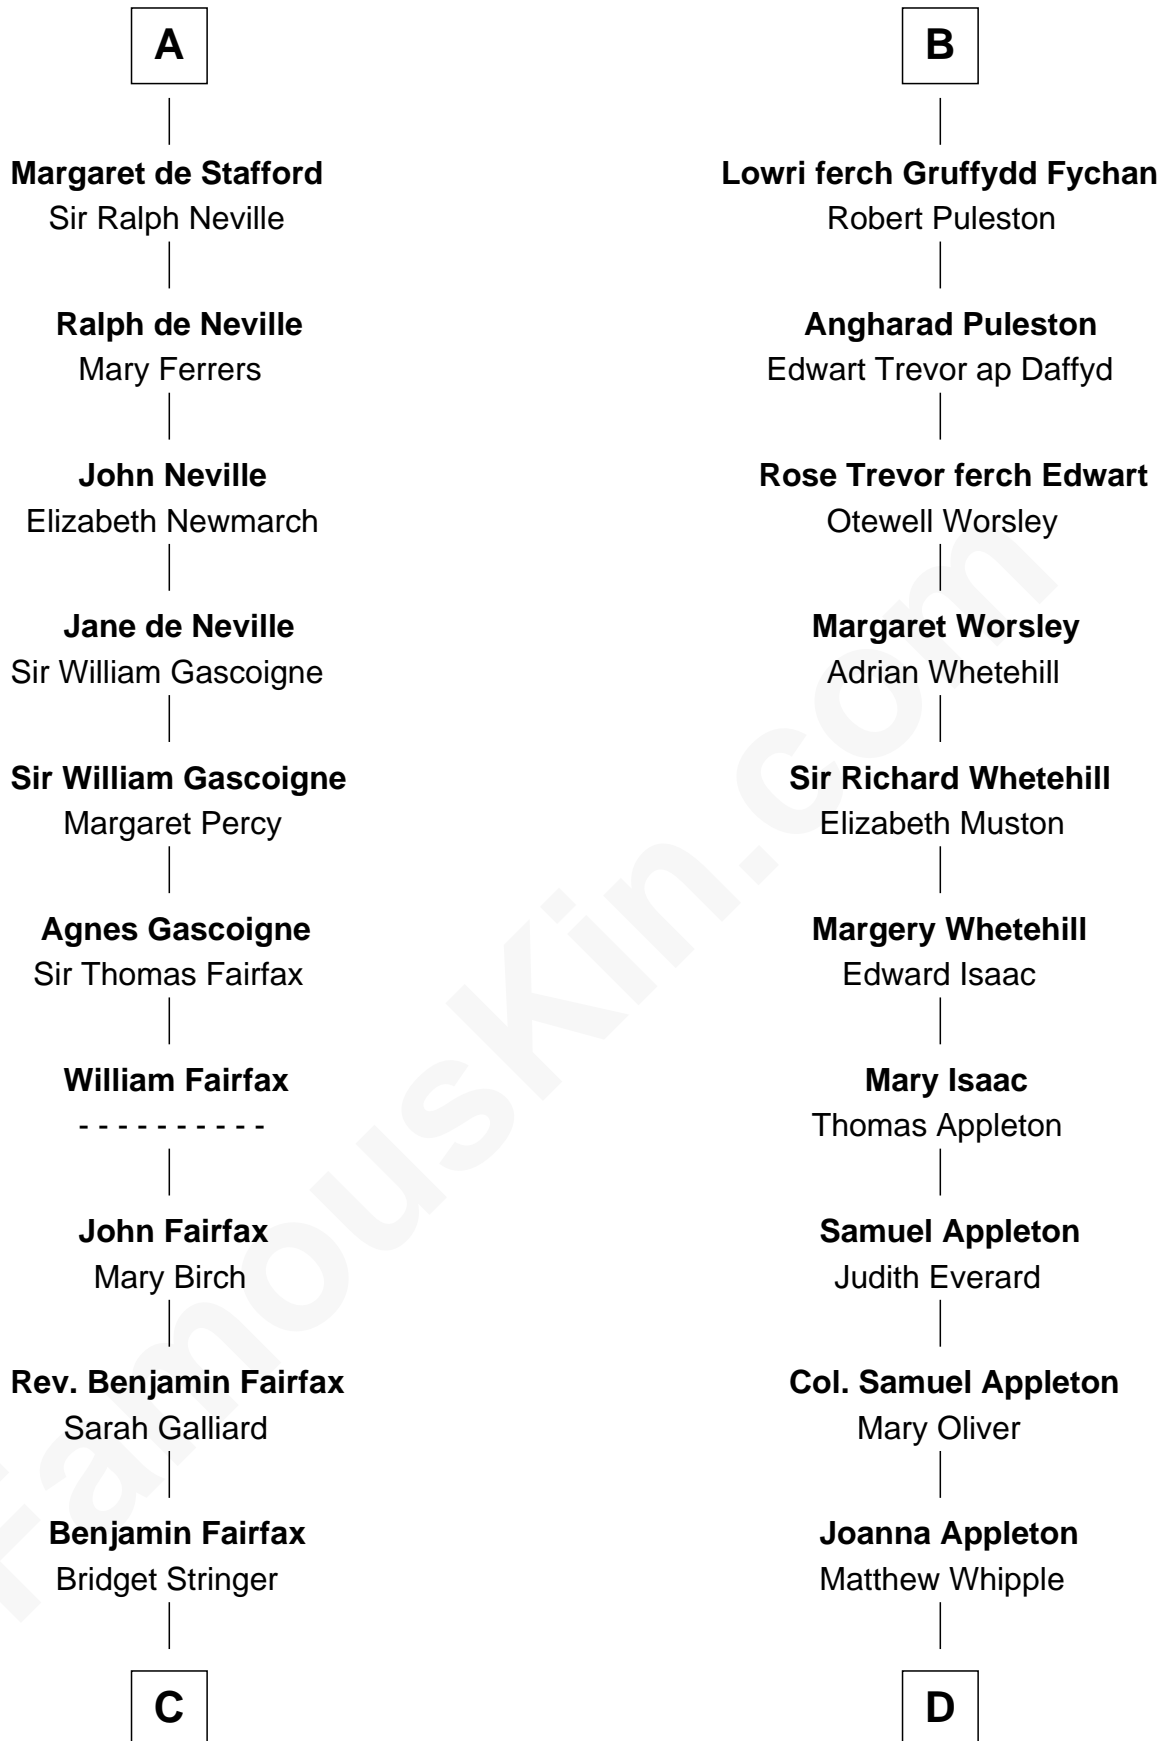 A
Margaret de Stafford
Sir Ralph Neville
Ralph de Neville
Mary Ferrers
John Neville
Elizabeth Newmarch
Jane de Neville
Sir William Gascoigne
Sir William Gascoigne
Margaret Percy
Agnes Gascoigne
Sir Thomas Fairfax
William Fairfax
- - - - - - - - - -
John Fairfax
Mary Birch
Rev. Benjamin Fairfax
Sarah Galliard
Benjamin Fairfax
Bridget Stringer
C
B
Lowri ferch Gruffydd Fychan
Robert Puleston
Angharad Puleston
Edwart Trevor ap Daffyd
Rose Trevor ferch Edwart
Otewell Worsley
Margaret Worsley
Adrian Whetehill
Sir Richard Whetehill
Elizabeth Muston
Margery Whetehill
Edward Isaac
Mary Isaac
Thomas Appleton
Samuel Appleton
Judith Everard
Col. Samuel Appleton
Mary Oliver
Joanna Appleton
Matthew Whipple
D
FamousKin.com